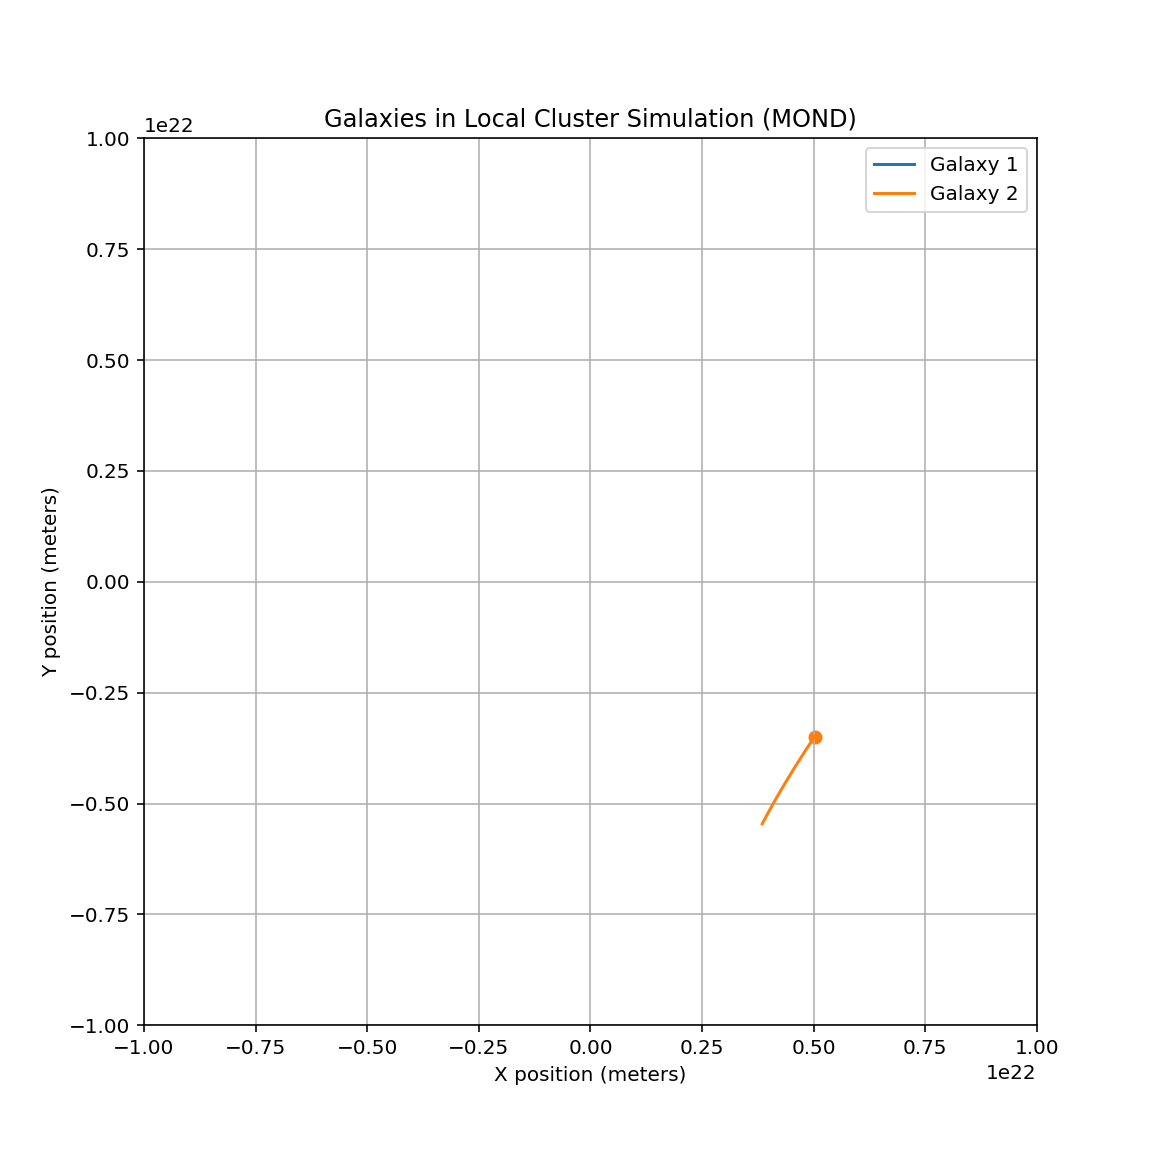 Galaxies in Local Cluster Simulation (MOND)
1e22
Galaxy 1
Galaxy 2
1.00
0.75
0.50
0.25
0.00
−0.25
−0.50
−0.75
−1.00
Y position (meters)
−1.00 −0.75 −0.50 −0.25 0.00 0.25 0.50 0.75 1.00
X position (meters)
1e22